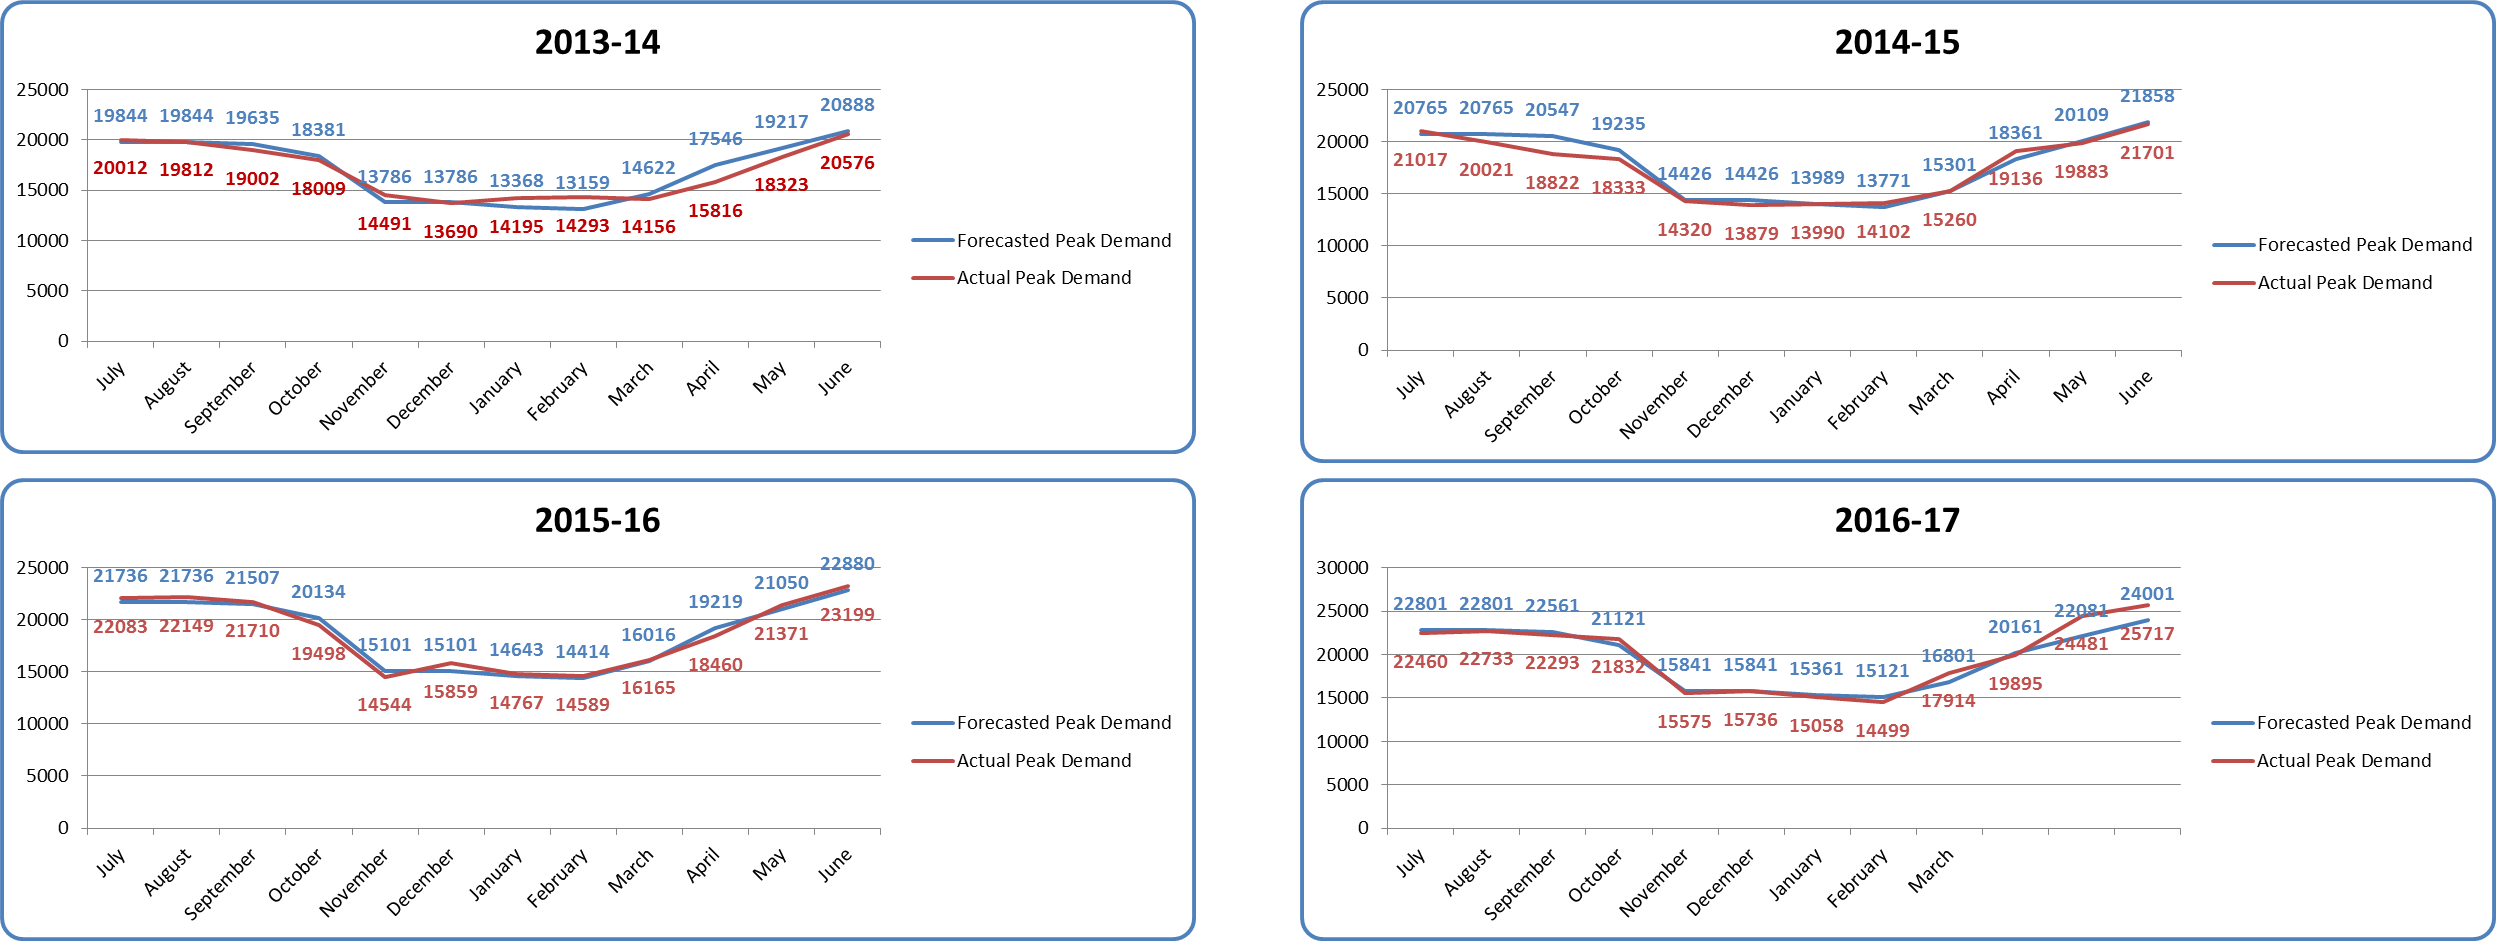 2013-14
25000
20000
15000
10000
5000
0
19844 19844 19635 18381 13786 13786 13368 13159 14622 17546 19217 20888
20012 19812 19002 18009 14491 13690 14195 14293 14156 15816 18323 20576
July August September October November December January February March April May June
Forecasted Peak Demand
Actual Peak Demand
2014-15
25000
20000
15000
10000
5000
0
20765 20765 20547 19235 14426 14426 13989 13771 15301 18361 20109 21858
21017 20021 18822 18333 14320 13879 13990 14102 15260 19136 19883 21701
July August September October November December January February March April May June
Forecasted Peak Demand
Actual Peak Demand
2015-16
25000
20000
15000
10000
5000
0
21736 21736 21507 20134 15101 15101 14643 14414 16016 19219 21050 22880
22083 22149 21710 19498 14544 15859 14767 14589 16165 18460 21371 23199
July August September October November December January February March April May June
Forecasted Peak Demand
Actual Peak Demand
2016-17
30000
25000
20000
15000
10000
5000
0
22801 22801 22561 21121 15841 15841 15361 15121 16801 20161 22081 24001
22460 22733 22293 21832 15575 15736 15058 14499 17914 19895 24481 25717
July August September October November December January February March
Forecasted Peak Demand
Actual Peak Demand